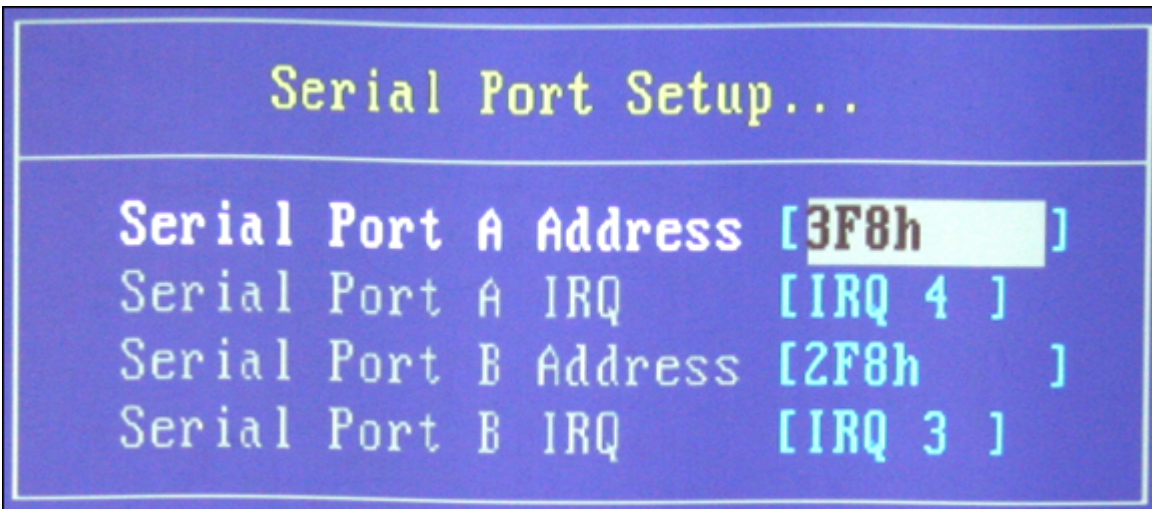 Serial Port Setup...
Serial Port A Address [3F8h ]
Serial Port A IRQ [IRQ 4 ]
Serial Port B Address [2F8h ]
Serial Port B IRQ [IRQ 3 ]